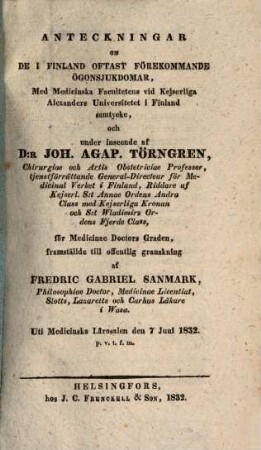 ANTECKNINGAR
OM
DE I FINLAND OFTAST FÖREKOMMANDE
ÖGONSJUKDOMAR,
Med Medicinska Facultetens vid Kejserliga
Alexanders Universitetet i Finland
samtycke,
och
under inseende af
D:R JOH. AGAP. TÖRNGREN,
Chirurgiæ och Artis Obstetriciæ Professor,
tjenstförrättande General-Directeur för Me-
dicinal Verket i Finland, Riddare af
Kejserl. S:t Annæ Ordens Andra
Class med Kejserliga Kronan
och S:t Wladimirs Or-
dens Fjerde Class,
för Medicinæ Doctors Graden,
framställde till offentlig granskning
af
FREDRIC GABRIEL SANMARK,
Philosophiæ Doctor, Medicinæ Licentiat,
Slotts, Lazaretts och Curhus Läkare
i Wasa.
Uti Medicinska Lärosalen den 7 Juni 1832.
p. v. t. f. m.
HELSINGFORS,
hos J. C. FRENCKELL & SON, 1832.